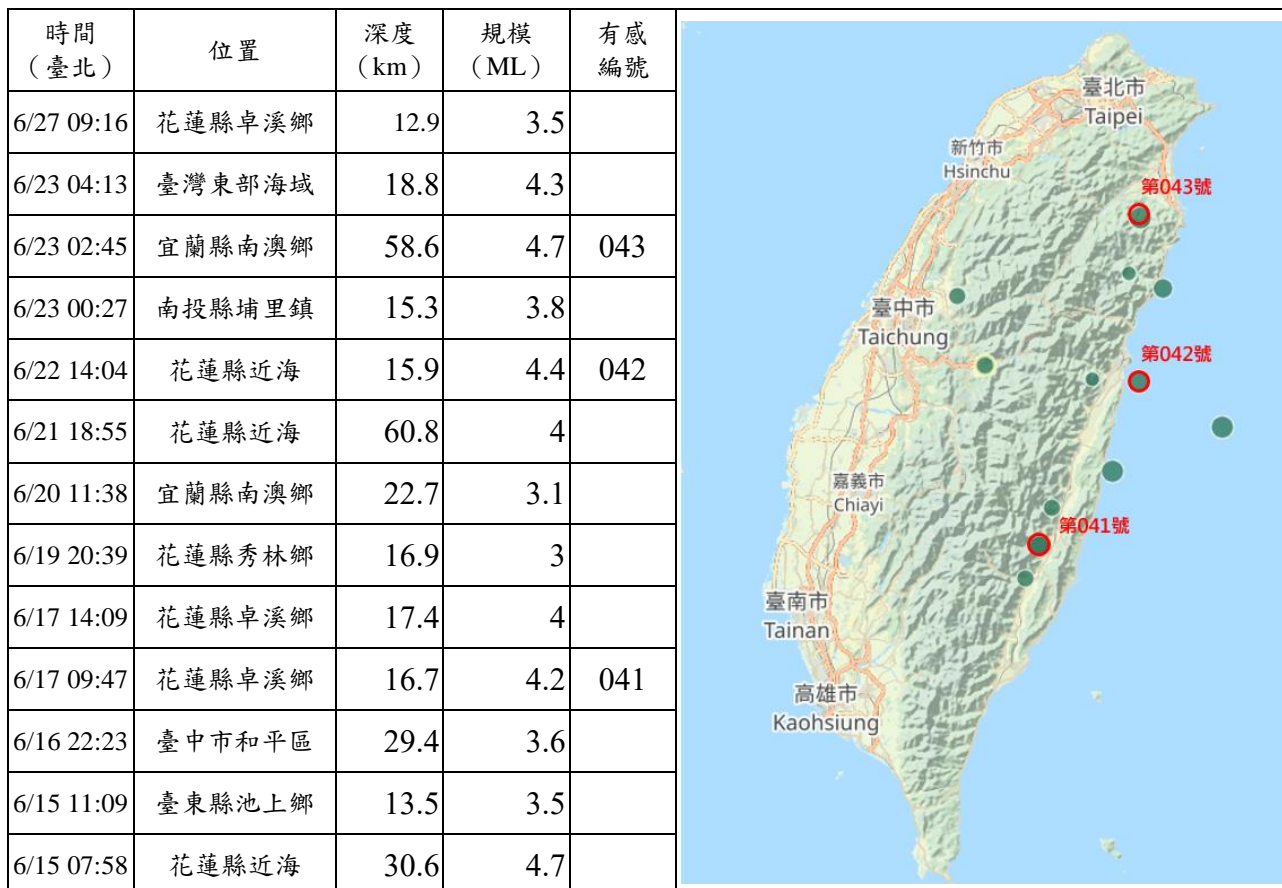 時間 位置 深度 規模 有感
（臺北） （km） （ML） 編號
6/27 09:16 花蓮縣卓溪鄉 12.9 3.5
6/23 04:13 臺灣東部海域 18.8 4.3
6/23 02:45 宜蘭縣南澳鄉 58.6 4.7 043
6/23 00:27 南投縣埔里鎮 15.3 3.8
6/22 14:04 花蓮縣近海 15.9 4.4 042
6/21 18:55 花蓮縣近海 60.8 4
6/20 11:38 宜蘭縣南澳鄉 22.7 3.1
6/19 20:39 花蓮縣秀林鄉 16.9 3
6/17 14:09 花蓮縣卓溪鄉 17.4 4
6/17 09:47 花蓮縣卓溪鄉 16.7 4.2 041
6/16 22:23 臺中市和平區 29.4 3.6
6/15 11:09 臺東縣池上鄉 13.5 3.5
6/15 07:58 花蓮縣近海 30.6 4.7
臺北市
Taipei
新竹市
Hsinchu
第043號
臺中市
Taichung
第042號
嘉義市
Chiayi
第041號
臺南市
Tainan
高雄市
Kaohsiung